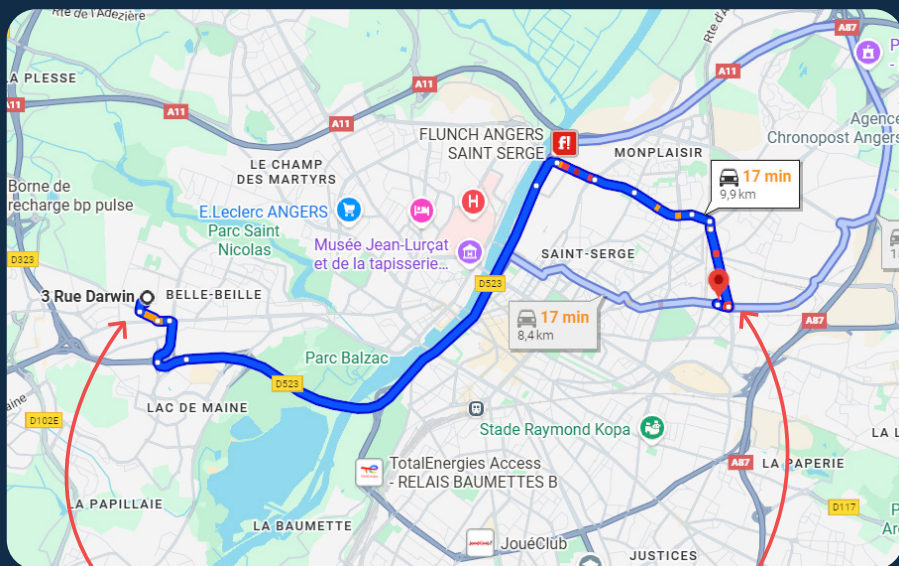 Rte de l'Adezière
Rte d'A
A87
A PLESSE
A11
A11
A11
A11
A11
FLUNCH ANGERS
SAINT SERGE
f!
MONPLAISIR
Agence
Chronopost Angers
LE CHAMP
DES MARTYRS
17 min
9,9 km
Borne de
recharge bp pulse
H
E.Leclerc ANGERS
Parc Saint
Nicolas
Musée Jean-Lurçat
et de la tapisserie...
SAINT-SERGE
D323
D523
3 Rue Darwin
BELLE-BEILLE
17 min
8,4 km
A87
Parc Balzac
D523
LAC DE MAINE
D102E
Stade Raymond Kopa
LA L
TotalEnergies Access
- RELAIS BAUMETTES B
A87
LA PAPERIE
A PAPILLAIE
D117
LA BAUMETTE
JouéClub
JUSTICES